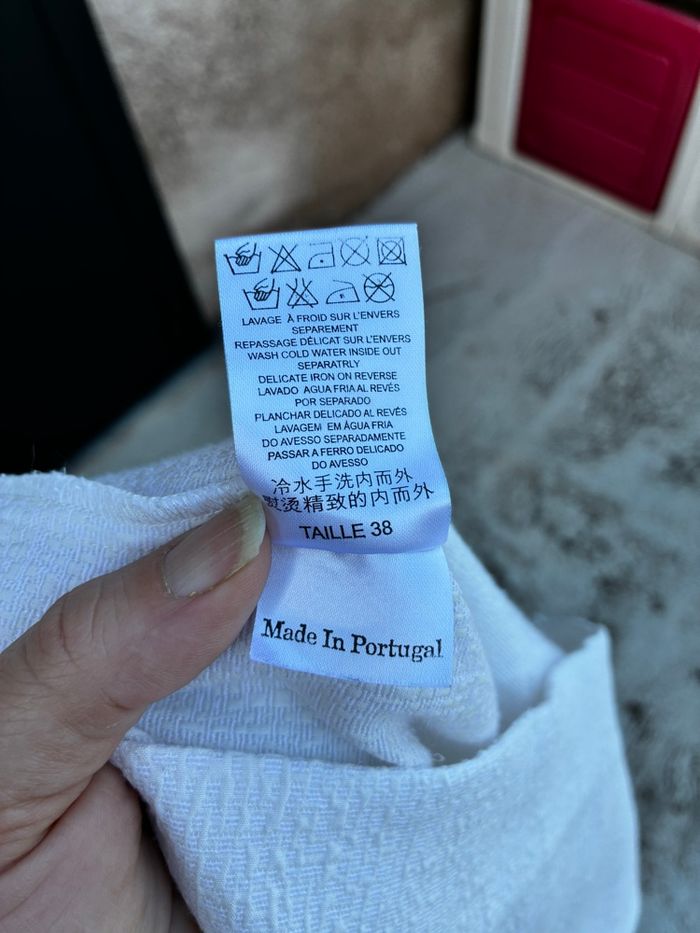 LAVAGE À FROID SUR L'ENVERS
SEPAREMENT
REPASSAGE DÉLICAT SUR L'ENVERS
WASH COLD WATER INSIDE OUT
SEPARATRLY
DELICATE IRON ON REVERSE
LAVADO AGUA FRIA AL REVÉS
POR SEPARADO
PLANCHAR DELICADO AL REVÉS
LAVAGEM EM ÁGUA FRIA
DO AVESSO SEPARADAMENTE
PASSAR A FERRO DELICADO
DO AVESSO
冷水手洗内而外
熨烫精致的内而外
TAILLE 38
Made In Portugal